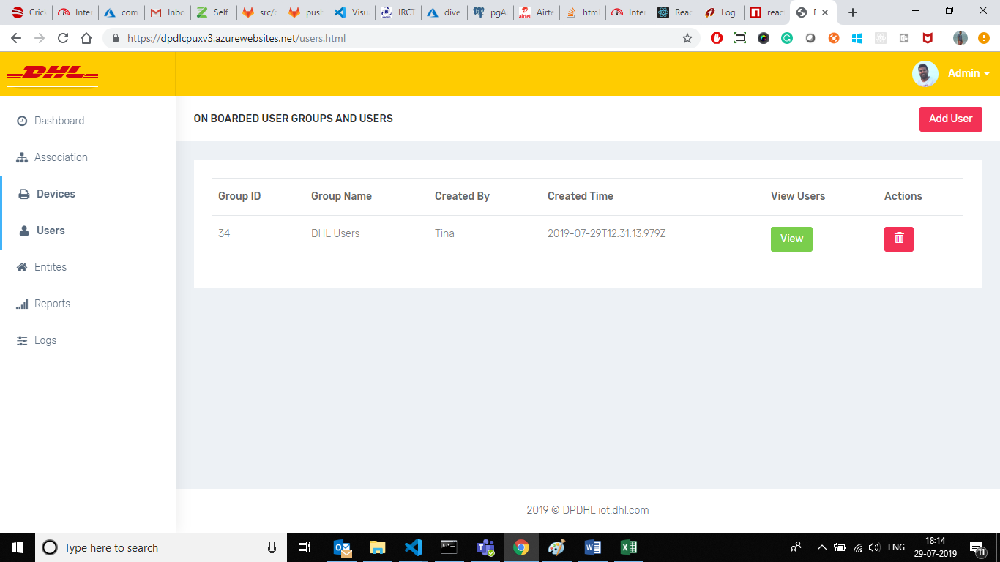 Crick
Inter
com
Inbo
Self
src/c
push
Visu
IRCT
dive
pgA
Airte
html
Inter
Reac
Log
reac
https://dpdlcpuxv3.azurewebsites.net/users.html
DHL
Admin
Dashboard
Association
Devices
Users
Entites
Reports
Logs
ON BOARDED USER GROUPS AND USERS
Add User
Group ID Group Name Created By Created Time View Users Actions
34 DHL Users Tina 2019-07-29T12:31:13.979Z View
2019 © DPDHL iot.dhl.com
Type here to search
ENG
18:14
29-07-2019
11